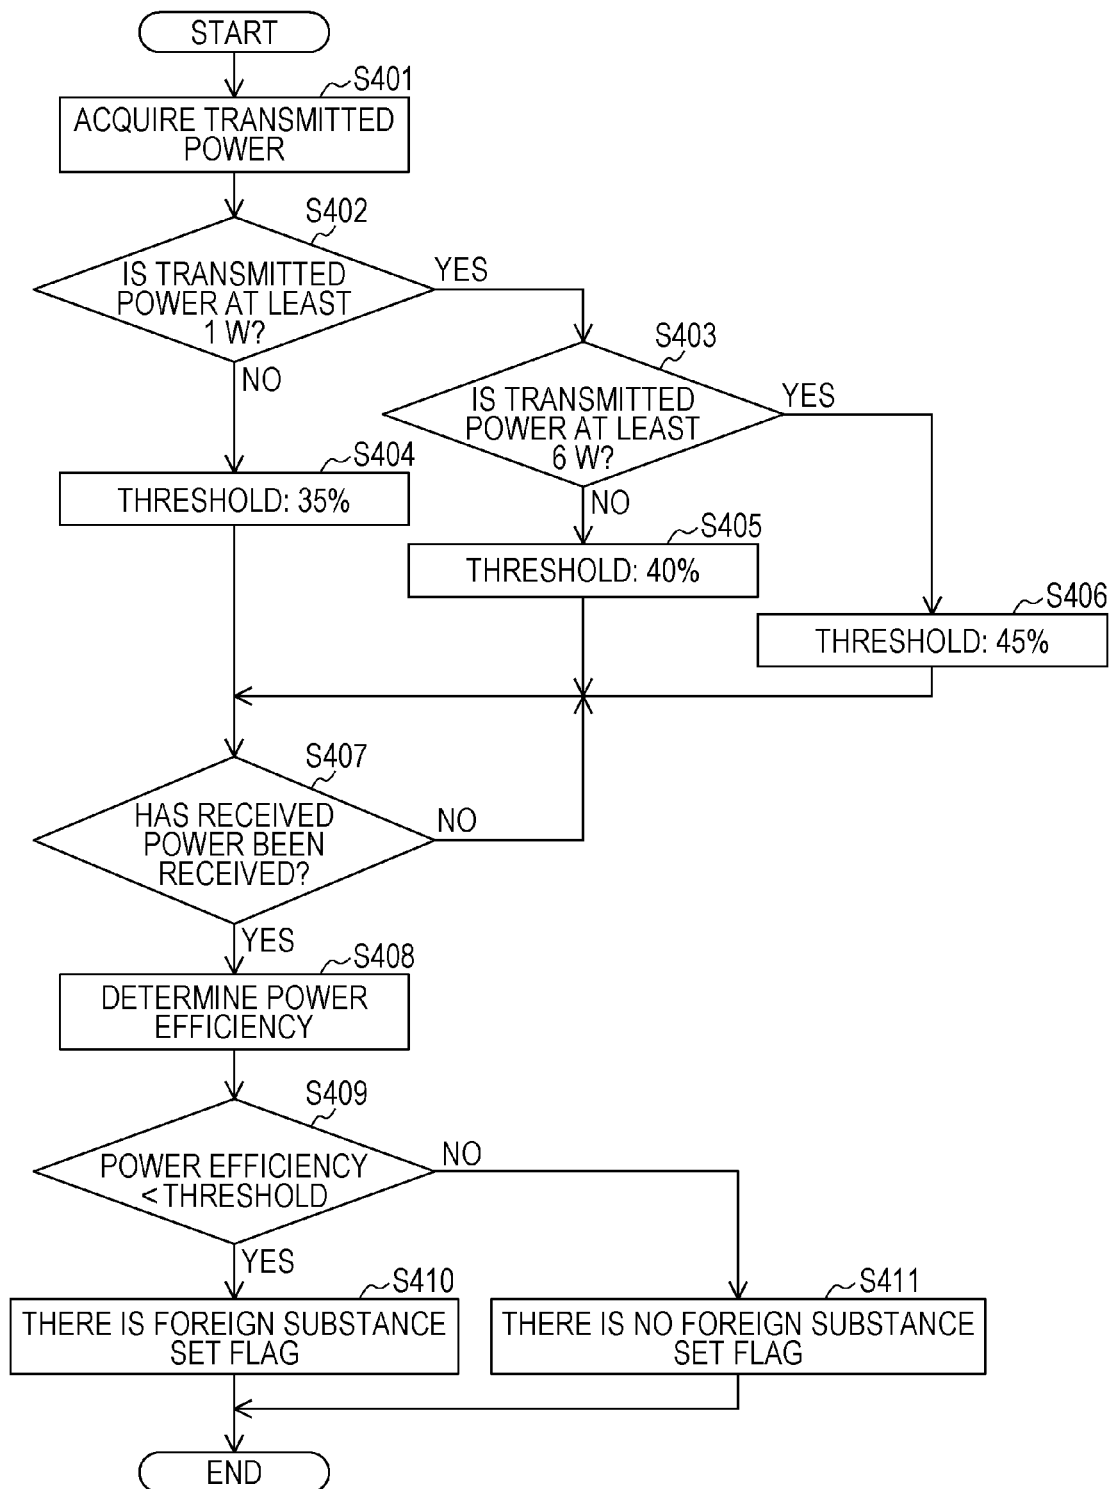 START
S401
ACQUIRE TRANSMITTED
POWER
S402
IS TRANSMITTED
POWER AT LEAST
1 W?
YES
NO
S403
IS TRANSMITTED
POWER AT LEAST
6 W?
YES
NO
S404
THRESHOLD: 35%
S405
THRESHOLD: 40%
S406
THRESHOLD: 45%
S407
HAS RECEIVED
POWER BEEN
RECEIVED?
NO
YES
S408
DETERMINE POWER
EFFICIENCY
S409
POWER EFFICIENCY
< THRESHOLD
NO
YES
S410
THERE IS FOREIGN SUBSTANCE
SET FLAG
S411
THERE IS NO FOREIGN SUBSTANCE
SET FLAG
END